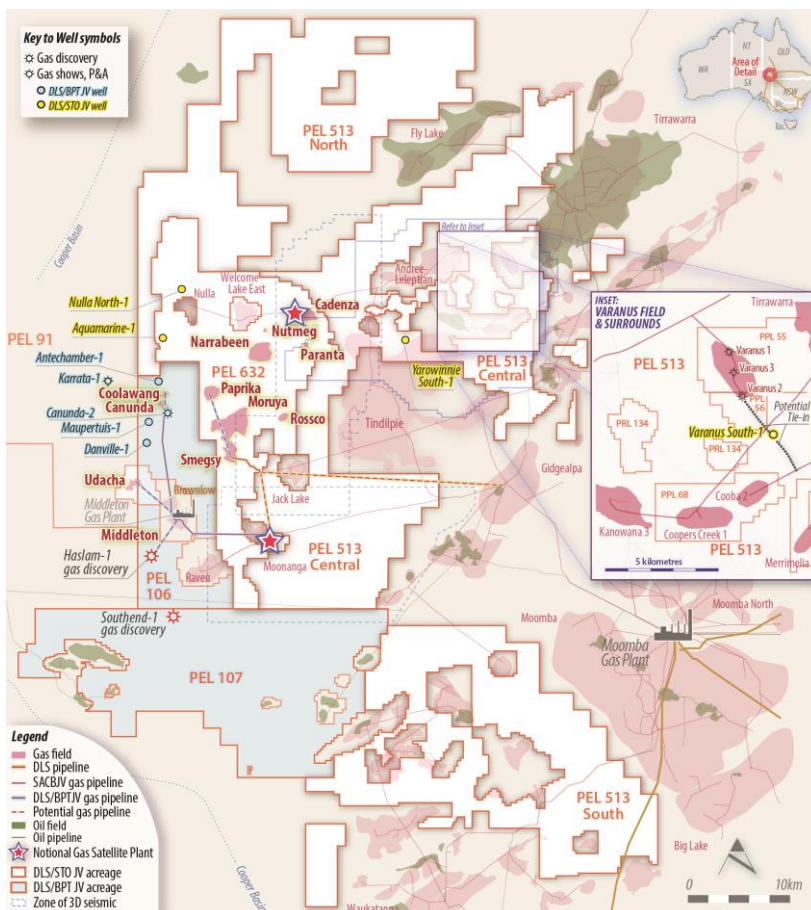 Key to Well symbols
Gas discovery
Gas shows, P&A
DLS/BPT JV well
DLS/STO JV well
NT
QLD
WA
Area of
Detail
SA
NSW
Vic
Tas.
PEL 513
North
Fly Lake
Tirrawarra
Cooper Basin
Refer to Inset
Andree-
Leleptian
Nulla
Welcome
Lake East
Cadenza
Nulla North-1
Nutmeg
Aquamarine-1
Narrabeen
Paranta
PEL 91
PEL 632
Yarowinnie
South-1
PEL 513
Central
Antechamber-1
Karrata-1
Coolawang
Canunda
Canunda-2
Maupertuis-1
Danville-1
Paprika
Moruya
Rossco
Smegsy
Tindilpie
Gidgealpa
Udacha
Middleton
Gas Plant
Brownlow
Jack Lake
Middleton
Haslam-1
gas discovery
PEL
106
Raven
Moonanga
PEL 513
Central
Southend-1
gas discovery
PEL 107
INSET:
VARANUS FIELD
& SURROUNDS
Tirrawarra
PEL 513
PPL 55
Varanus 1
Varanus 3
Varanus 2
PPL
56
Potential
Tie-in
PRL 134
Varanus South-1
PRL 134
PPL 68
Cooba 2
Kanowana 3
Coopers Creek 1
PEL 513
Merrimelia
5 kilometres
Moomba
Moomba North
Moomba
Gas Plant
PEL 513
South
Big Lake
Cooper Basin
Legend
Gas field
DLS pipeline
SACBJV gas pipeline
DLS/BPTJV gas pipeline
Potential gas pipeline
Oil field
Oil pipeline
Notional Gas Satellite Plant
DLS/STO JV acreage
DLS/BPT JV acreage
Zone of 3D seismic
0
10km